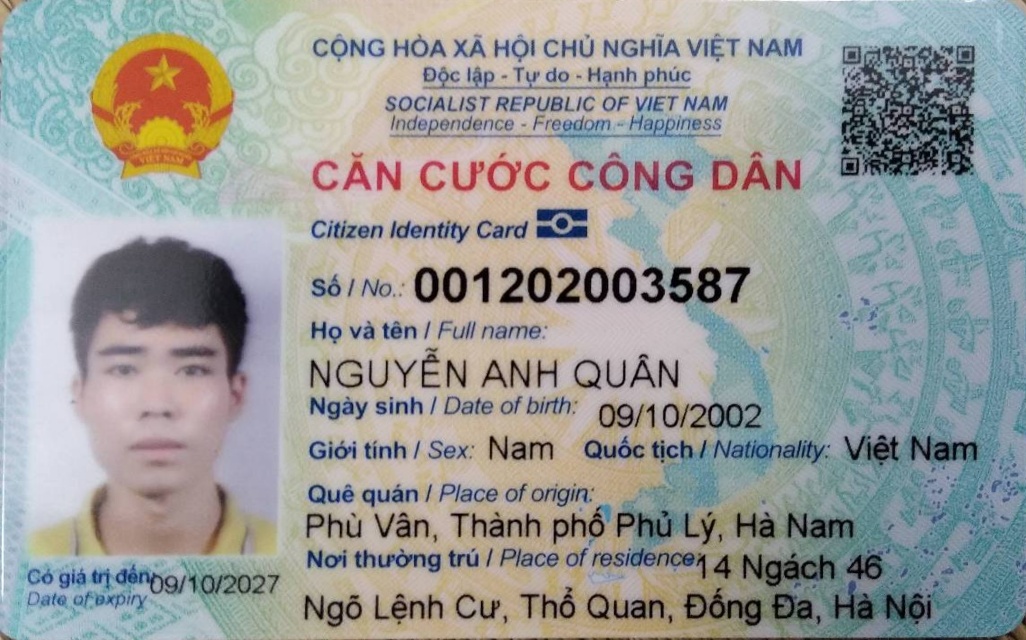 CỘNG HÒA XÃ HỘI CHỦ NGHĨA VIỆT NAM
Độc lập - Tự do - Hạnh phúc
SOCIALIST REPUBLIC OF VIET NAM
Independence - Freedom - Happiness
VIỆT NAM
CĂN CƯỚC CÔNG DÂN
Citizen Identity Card
Số / No.: 001202003587
Họ và tên / Full name:
NGUYỄN ANH QUÂN
Ngày sinh / Date of birth: 09/10/2002
Giới tính / Sex: Nam Quốc tịch / Nationality: Việt Nam
Quê quán / Place of origin:
Phù Vân, Thành phố Phủ Lý, Hà Nam
Nơi thường trú / Place of residence: 14 Ngách 46
Ngõ Lệnh Cư, Thổ Quan, Đống Đa, Hà Nội
Có giá trị đến: 09/10/2027
Date of expiry